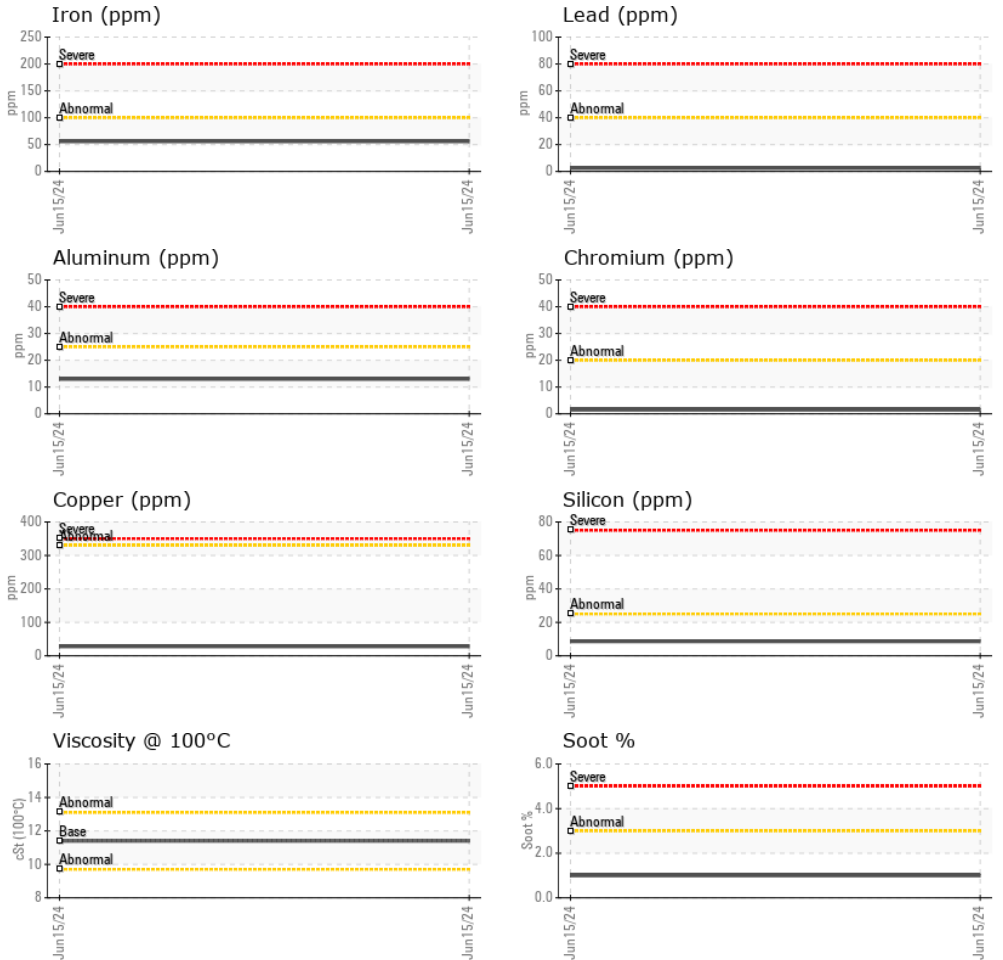 Iron (ppm)
250
200
150
100
50
0
ppm
Severe
Abnormal
Jun15/24
Jun15/24
Lead (ppm)
100
80
60
40
20
0
ppm
Severe
Abnormal
Jun15/24
Jun15/24
Aluminum (ppm)
50
40
30
20
10
0
ppm
Severe
Abnormal
Jun15/24
Jun15/24
Chromium (ppm)
50
40
30
20
10
0
ppm
Severe
Abnormal
Jun15/24
Jun15/24
Copper (ppm)
400
300
200
100
0
ppm
Severe
Abnormal
Jun15/24
Jun15/24
Silicon (ppm)
80
60
40
20
0
ppm
Severe
Abnormal
Jun15/24
Jun15/24
Viscosity @ 100°C
16
14
12
10
8
cSt (100°C)
Abnormal
Base
Abnormal
Jun15/24
Jun15/24
Soot %
6.0
4.0
2.0
0.0
Soot %
Severe
Abnormal
Jun15/24
Jun15/24